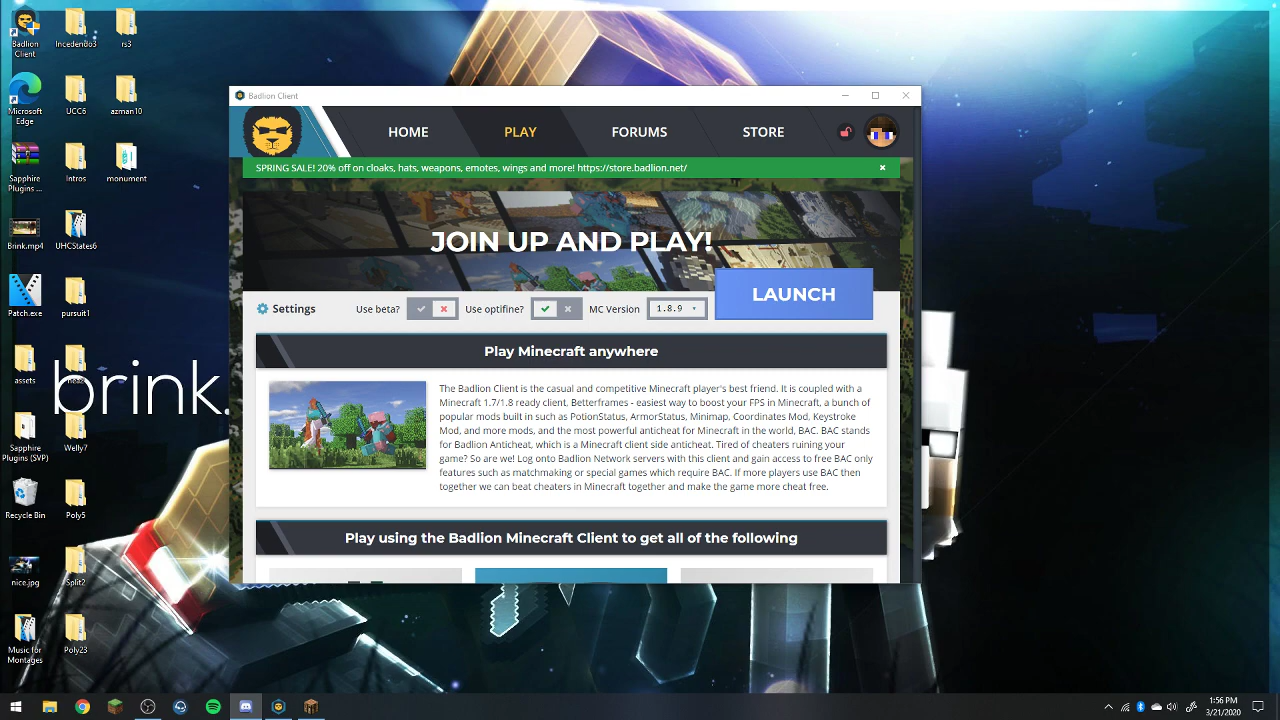 Badlion Client
IncedenBo3
rs3
Microsoft Edge
UCC6
azman10
Sapphire Plugins ...
Intros
monument
Brink.mp4
UHCStates6
Patch.exe
pursuit1
assets
Sapphire Plugins (SVP)
Welly7
Recycle Bin
Poly5
nice.jpg
Split2
Music for Montages
Poly23
brink.
Badlion Client
HOME
PLAY
FORUMS
STORE
SPRING SALE! 20% off on cloaks, hats, weapons, emotes, wings and more! https://store.badlion.net/
JOIN UP AND PLAY!
LAUNCH
Settings
Use beta?
Use optifine?
MC Version
1.8.9
Play Minecraft anywhere
The Badlion Client is the casual and competitive Minecraft player's best friend. It is coupled with a
Minecraft 1.7/1.8 ready client, Betterframes - easiest way to boost your FPS in Minecraft, a bunch of
popular mods built in such as PotionStatus, ArmorStatus, Minimap, Coordinates Mod, Keystroke
Mod, and more mods, and the most powerful anticheat for Minecraft in the world, BAC. BAC stands
for Badlion Anticheat, which is a Minecraft client side anticheat. Tired of cheaters ruining your
game? So are we! Log onto Badlion Network servers with this client and gain access to free BAC only
features such as matchmaking or special games which require BAC. If more players use BAC then
together we can beat cheaters in Minecraft together and make the game more cheat free.
Play using the Badlion Minecraft Client to get all of the following
1:56 PM
3/21/2020